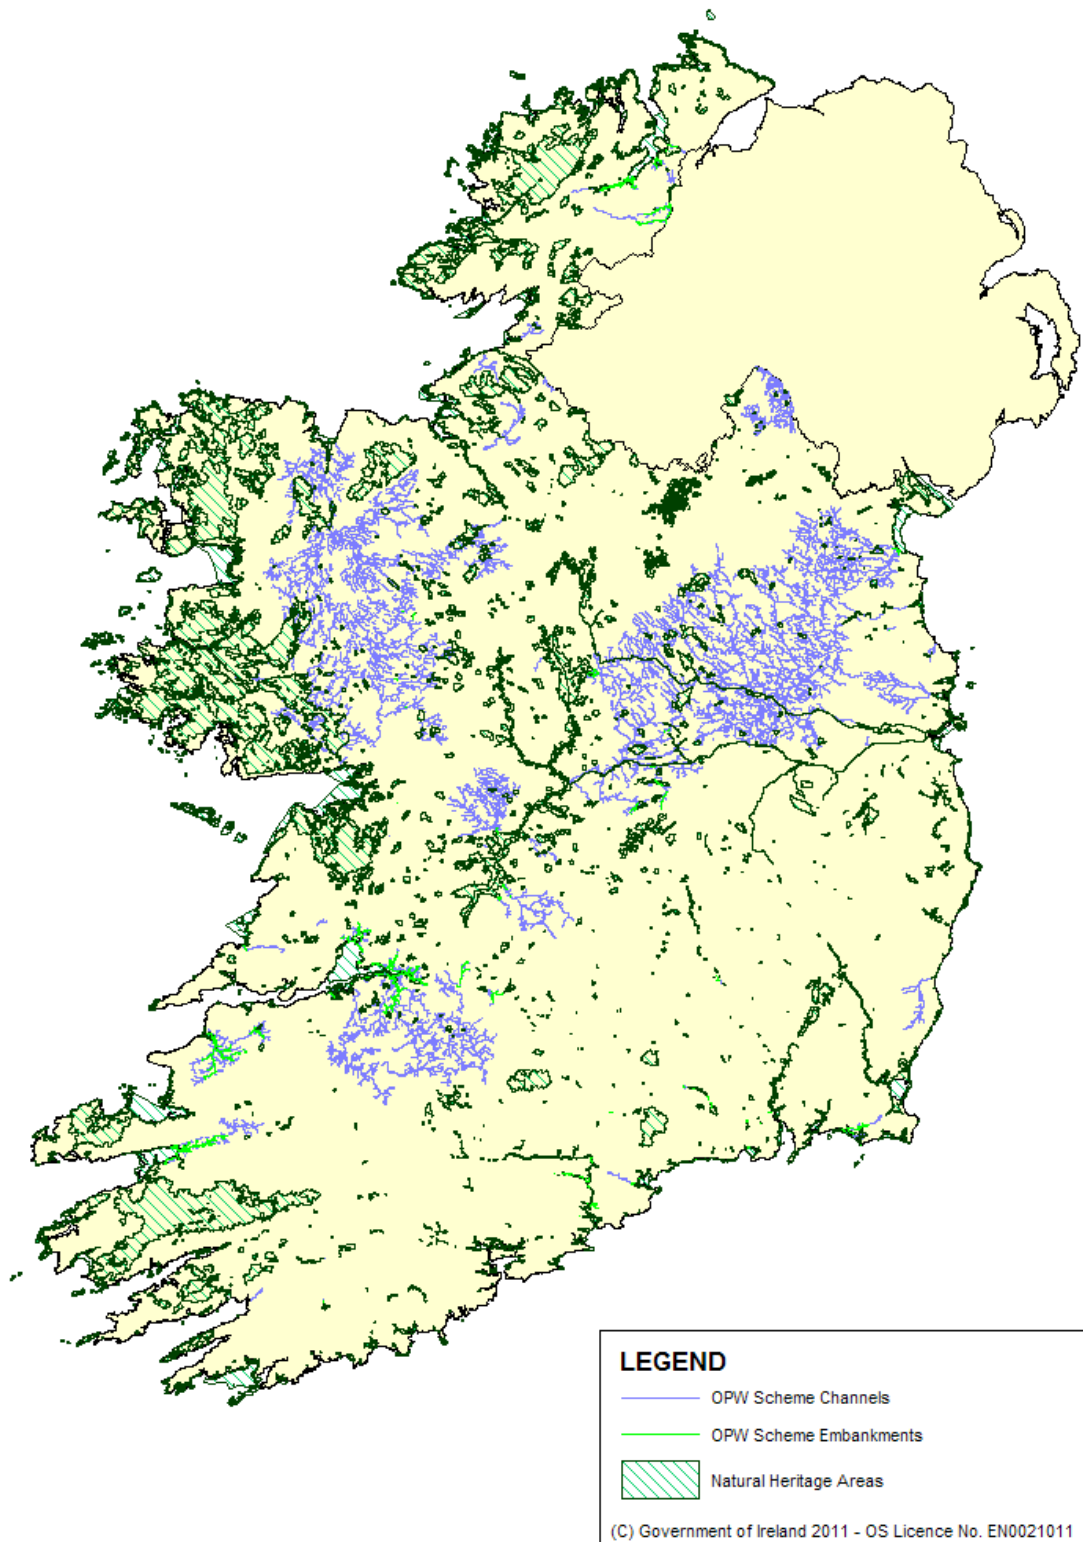 LEGEND
OPW Scheme Channels
OPW Scheme Embankments
Natural Heritage Areas
(C) Government of Ireland 2011 - OS Licence No. EN0021011